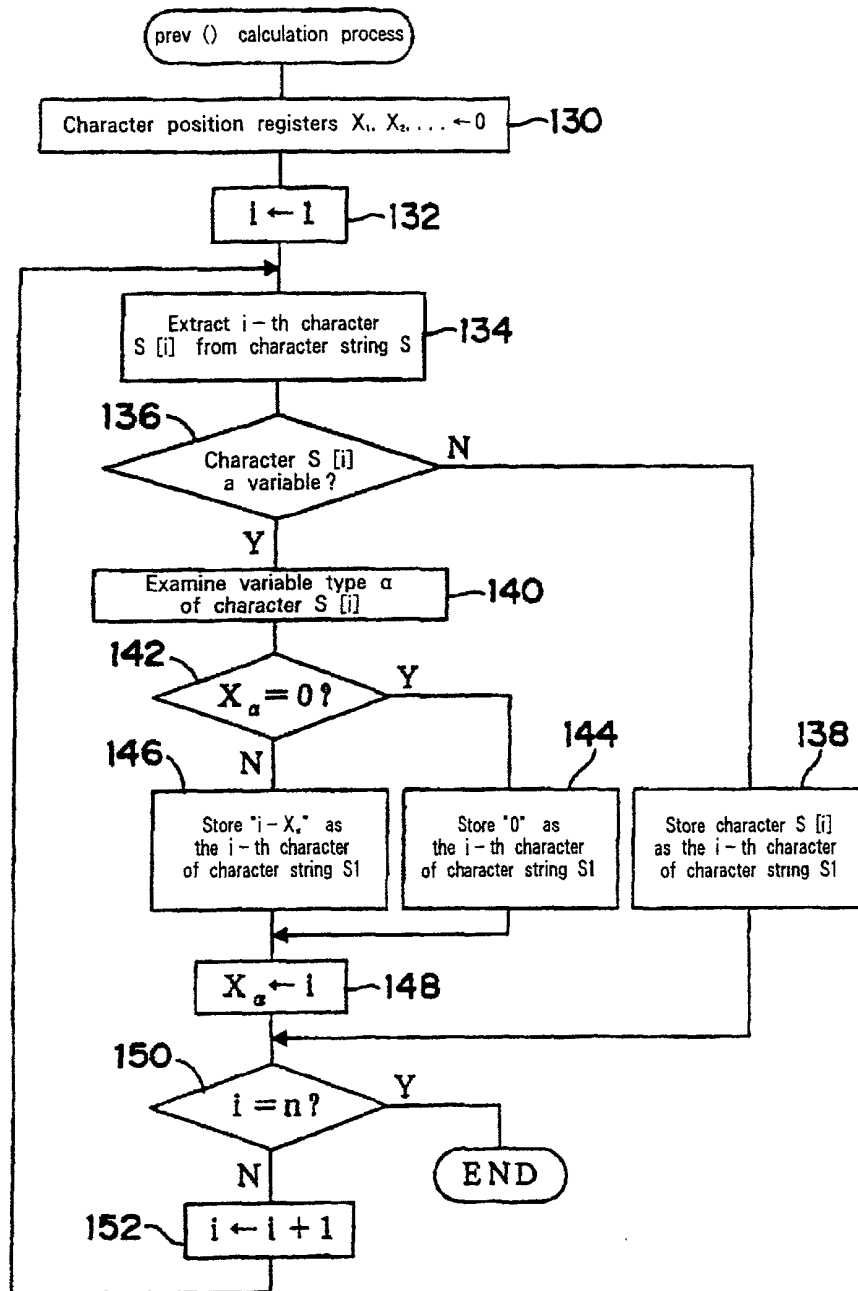 prev () calculation process
Character position registers X₁, X₂, . . . ←0
130
i ← 1
132
Extract i-th character
S [i] from character string S
134
136
Character S [i]
a variable?
N
Y
Examine variable type α
of character S [i]
140
142
X α = 0?
Y
N
146
144
138
Store "i-Xα" as
the i-th character
of character string S1
Store "0" as
the i-th character
of character string S1
Store character S [i]
as the i-th character
of character string S1
X α ← i
148
150
i = n?
Y
END
N
152
i ← i + 1